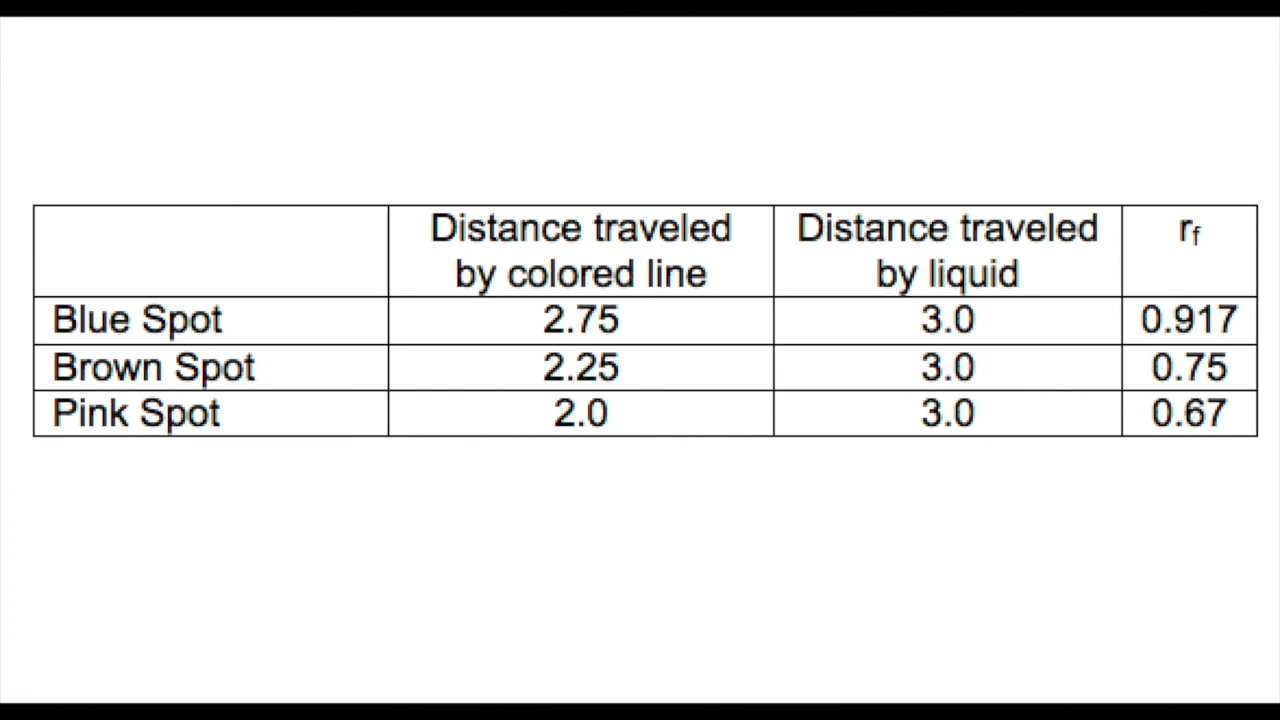 Distance traveled by colored line Distance traveled by liquid rf
Blue Spot 2.75 3.0 0.917
Brown Spot 2.25 3.0 0.75
Pink Spot 2.0 3.0 0.67